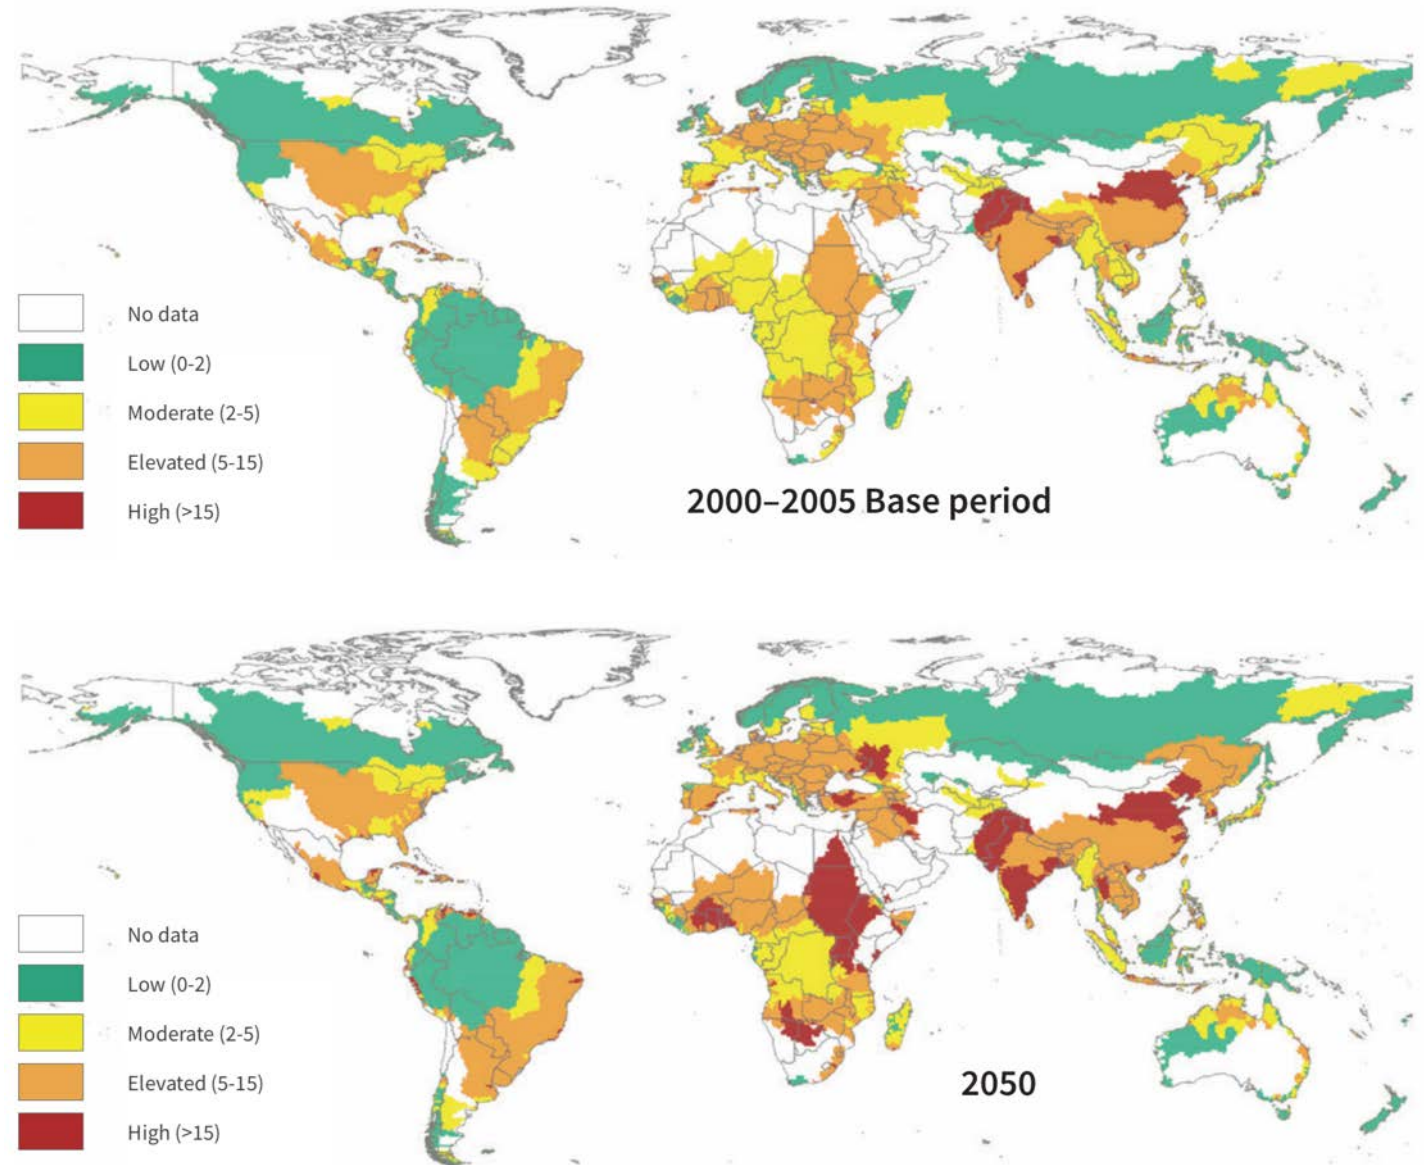 No data
Low (0-2)
Moderate (2-5)
Elevated (5-15)
High (>15)
2000–2005 Base period
No data
Low (0-2)
Moderate (2-5)
Elevated (5-15)
High (>15)
2050